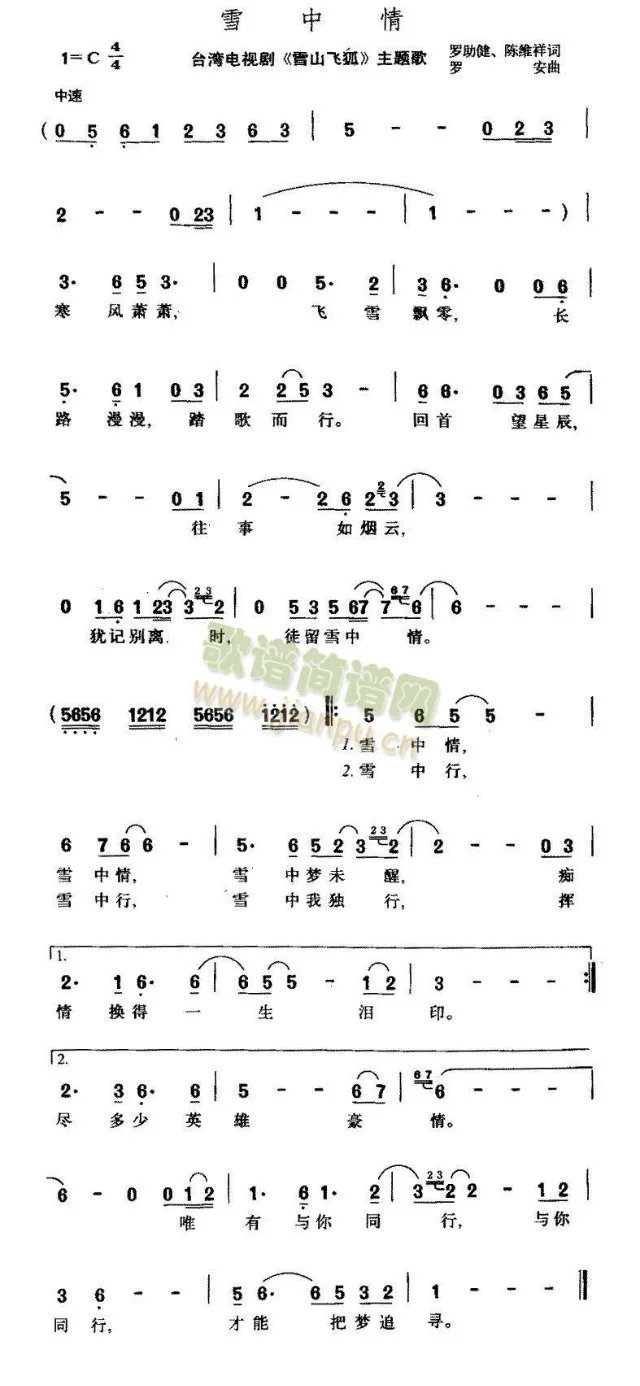 雪中情
1=C 4/4 台湾电视剧《雪山飞狐》主题歌 罗助健、陈维祥词
罗安曲
中速
(0 5 6 1 2 3 6 3 | 5 - - 0 2 3 |
2 - - 0 23 | 1 - - - | 1 - - - ) |
3· 6 5 3· | 0 0 5· 2 | 3 6· 0 0 6 |
寒 风萧萧, 飞雪飘零, 长
5· 6 1 0 3 | 2 2 5 3 - | 6 6· 0 3 6 5 |
路漫漫, 踏歌而行。 回首望星辰,
5 - - 0 1 | 2 - 2 6 2 2 3 | 3 - - - |
往事如烟云,
0 1 6 1 23 3 23 2 | 0 5 3 5 67 7 67 6 | 6 - - - |
犹记别离时, 徒留雪中情。
歌谱简谱网
www.jianpu.cn
(5656 1212 5656 1212) ‖: 5 6 5 5 - |
1.雪中情,
2.雪中行,
6 7 6 6 - | 5· 6 5 2 3 23 2 | 2 - - 0 3 |
雪中情, 雪中梦未醒, 痴
雪中行, 雪中我独行, 挥
1.
2· 1 6· 6 | 6 5 5 - 1 2 | 3 - - - :‖
情换得一生泪印。
2.
2· 3 6· 6 | 5 - - 6 7 | 67 6 - - - |
尽多少英雄豪情。
6 - 0 0 1 2 | 1· 6 1· 2 | 3 23 2 2 - 1 2 |
唯有与你同行, 与你
3 6 - - | 5 6· 6 5 3 2 | 1 - - - ‖
同行, 才能把梦追寻。